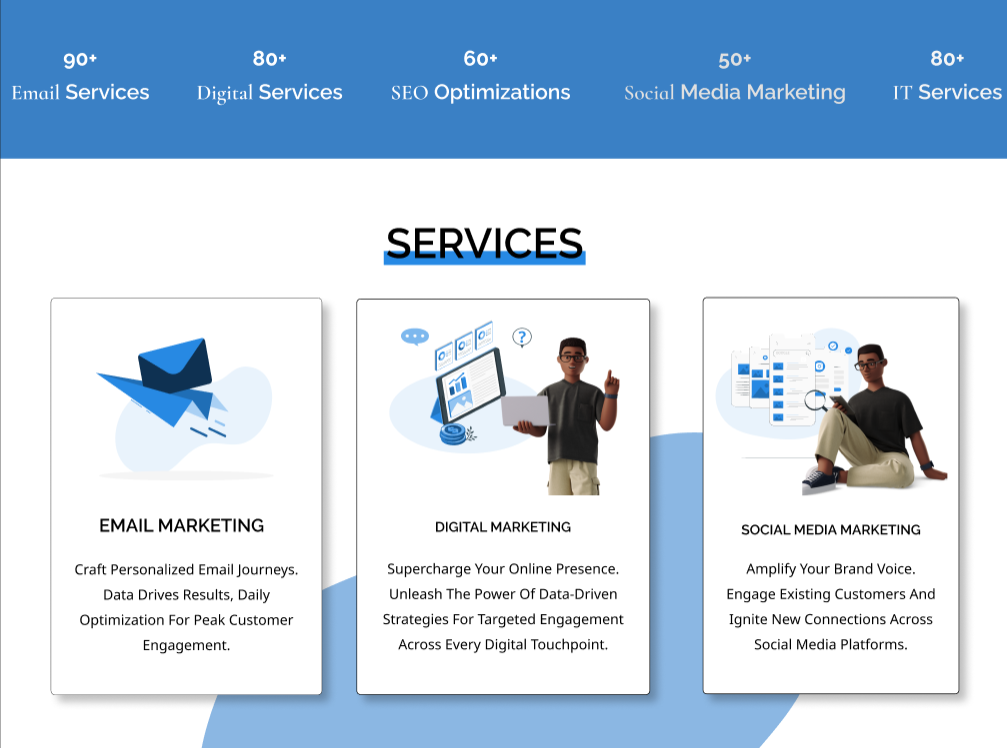 90+ 80+ 60+ 50+ 80+
Email Services Digital Services SEO Optimizations Social Media Marketing IT Services
SERVICES
?
EMAIL MARKETING
Craft Personalized Email Journeys.
Data Drives Results, Daily
Optimization For Peak Customer
Engagement.
DIGITAL MARKETING
Supercharge Your Online Presence.
Unleash The Power Of Data-Driven
Strategies For Targeted Engagement
Across Every Digital Touchpoint.
SOCIAL MEDIA MARKETING
Amplify Your Brand Voice.
Engage Existing Customers And
Ignite New Connections Across
Social Media Platforms.